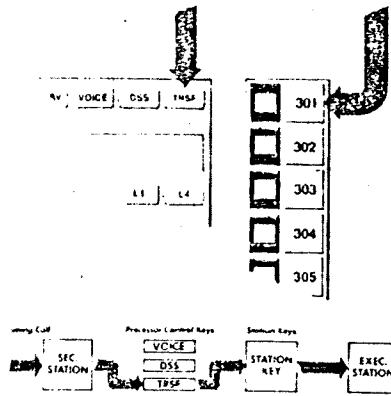 VOICE DSS TRSF
301
302
303
304
305
L4
Call Processor Control Keys Station Keys
VOICE
SEC. STATION
DSS
STATION KEY
EXEC. STATION
TRSF